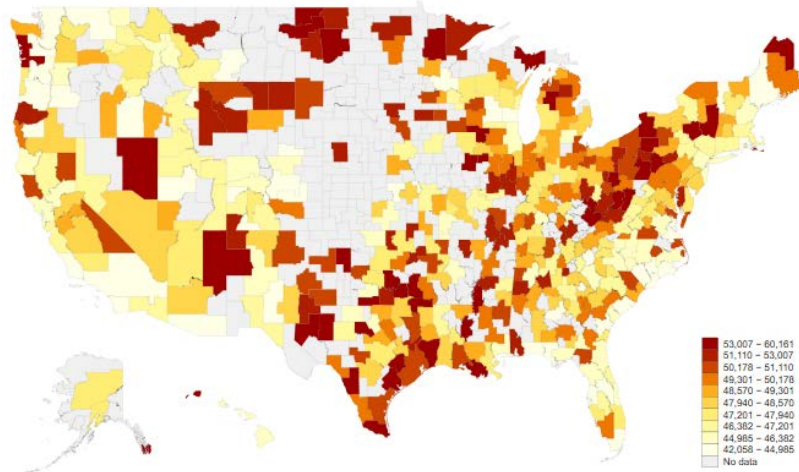 53,007 − 60,161
51,110 − 53,007
50,178 − 51,110
49,301 − 50,178
48,570 − 49,301
47,940 − 48,570
47,201 − 47,940
46,382 − 47,201
44,985 − 46,382
42,058 − 44,985
No data